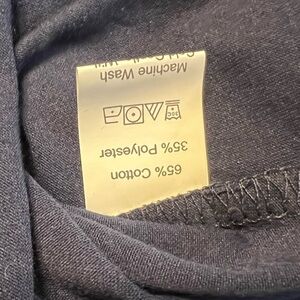 65% Cotton
35% Polyester
Machine Wash